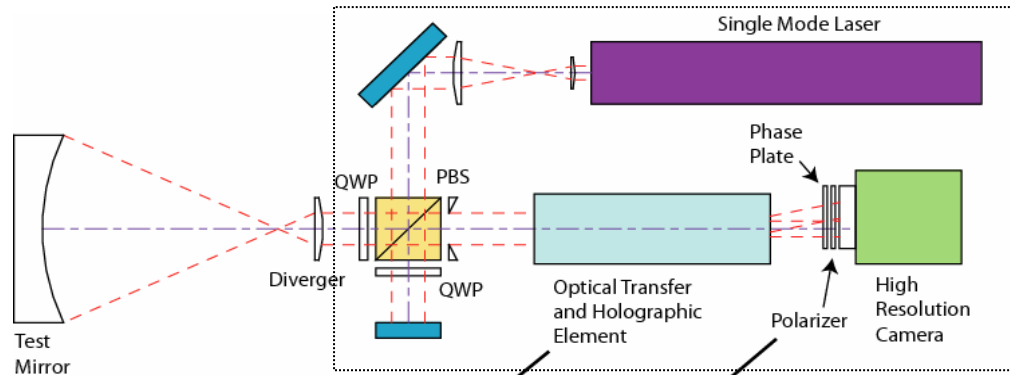 Single Mode Laser
Phase
Plate
QWP
PBS
Diverger
QWP
Optical Transfer
and Holographic
Element
Polarizer
High
Resolution
Camera
Test
Mirror